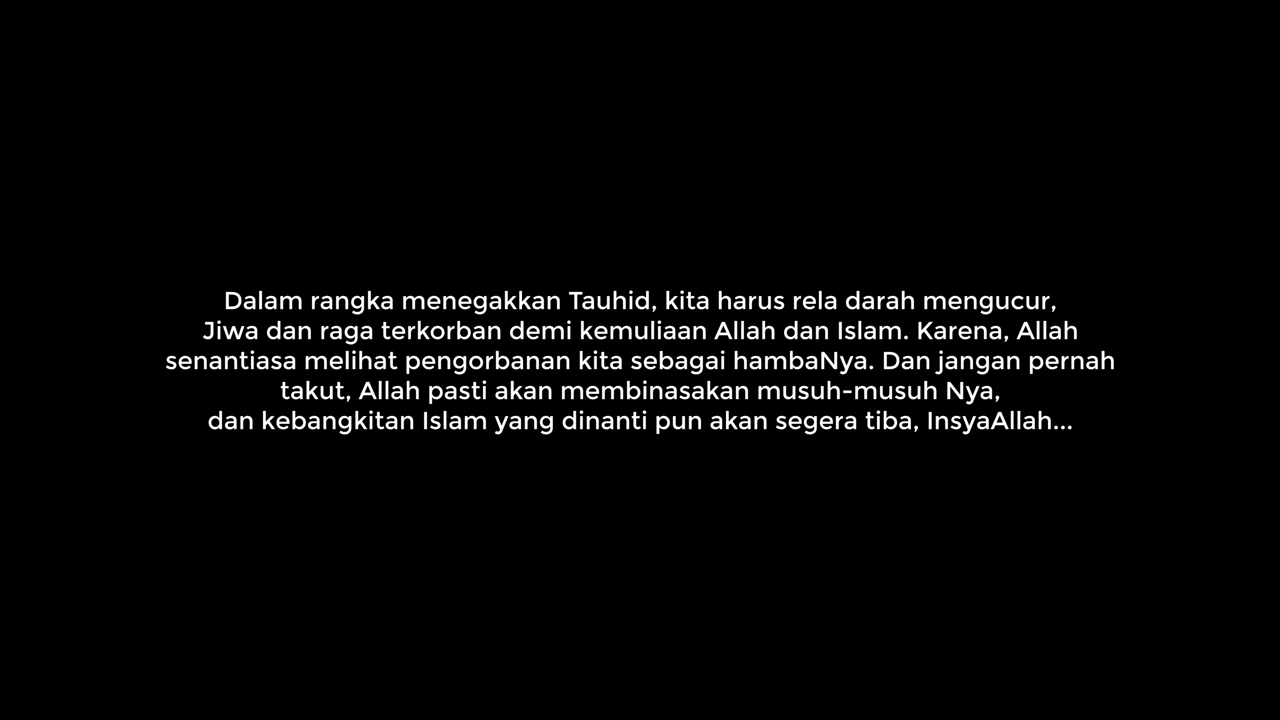 Dalam rangka menegakkan Tauhid, kita harus rela darah mengucur,
Jiwa dan raga terkorban demi kemuliaan Allah dan Islam. Karena, Allah
senantiasa melihat pengorbanan kita sebagai hambaNya. Dan jangan pernah
takut, Allah pasti akan membinasakan musuh-musuh Nya,
dan kebangkitan Islam yang dinanti pun akan segera tiba, InsyaAllah...